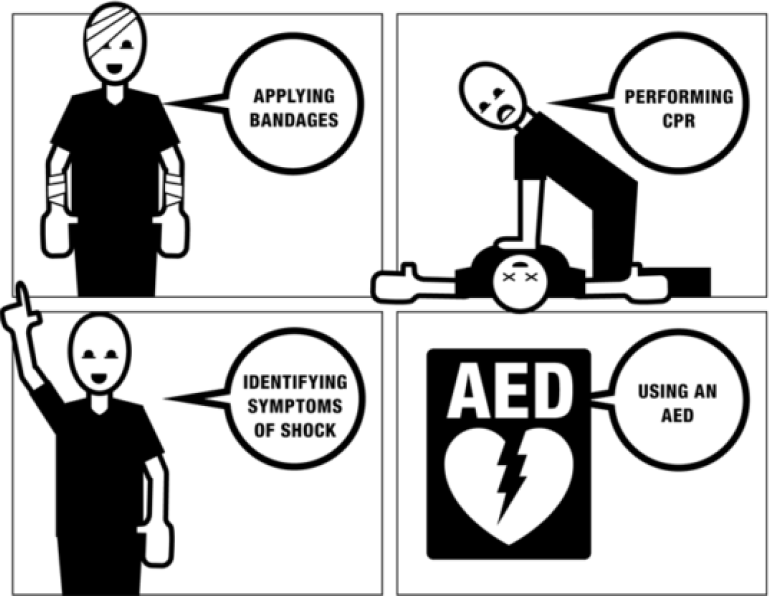 APPLYING
BANDAGES
PERFORMING
CPR
IDENTIFYING
SYMPTOMS
OF SHOCK
AED
USING AN
AED